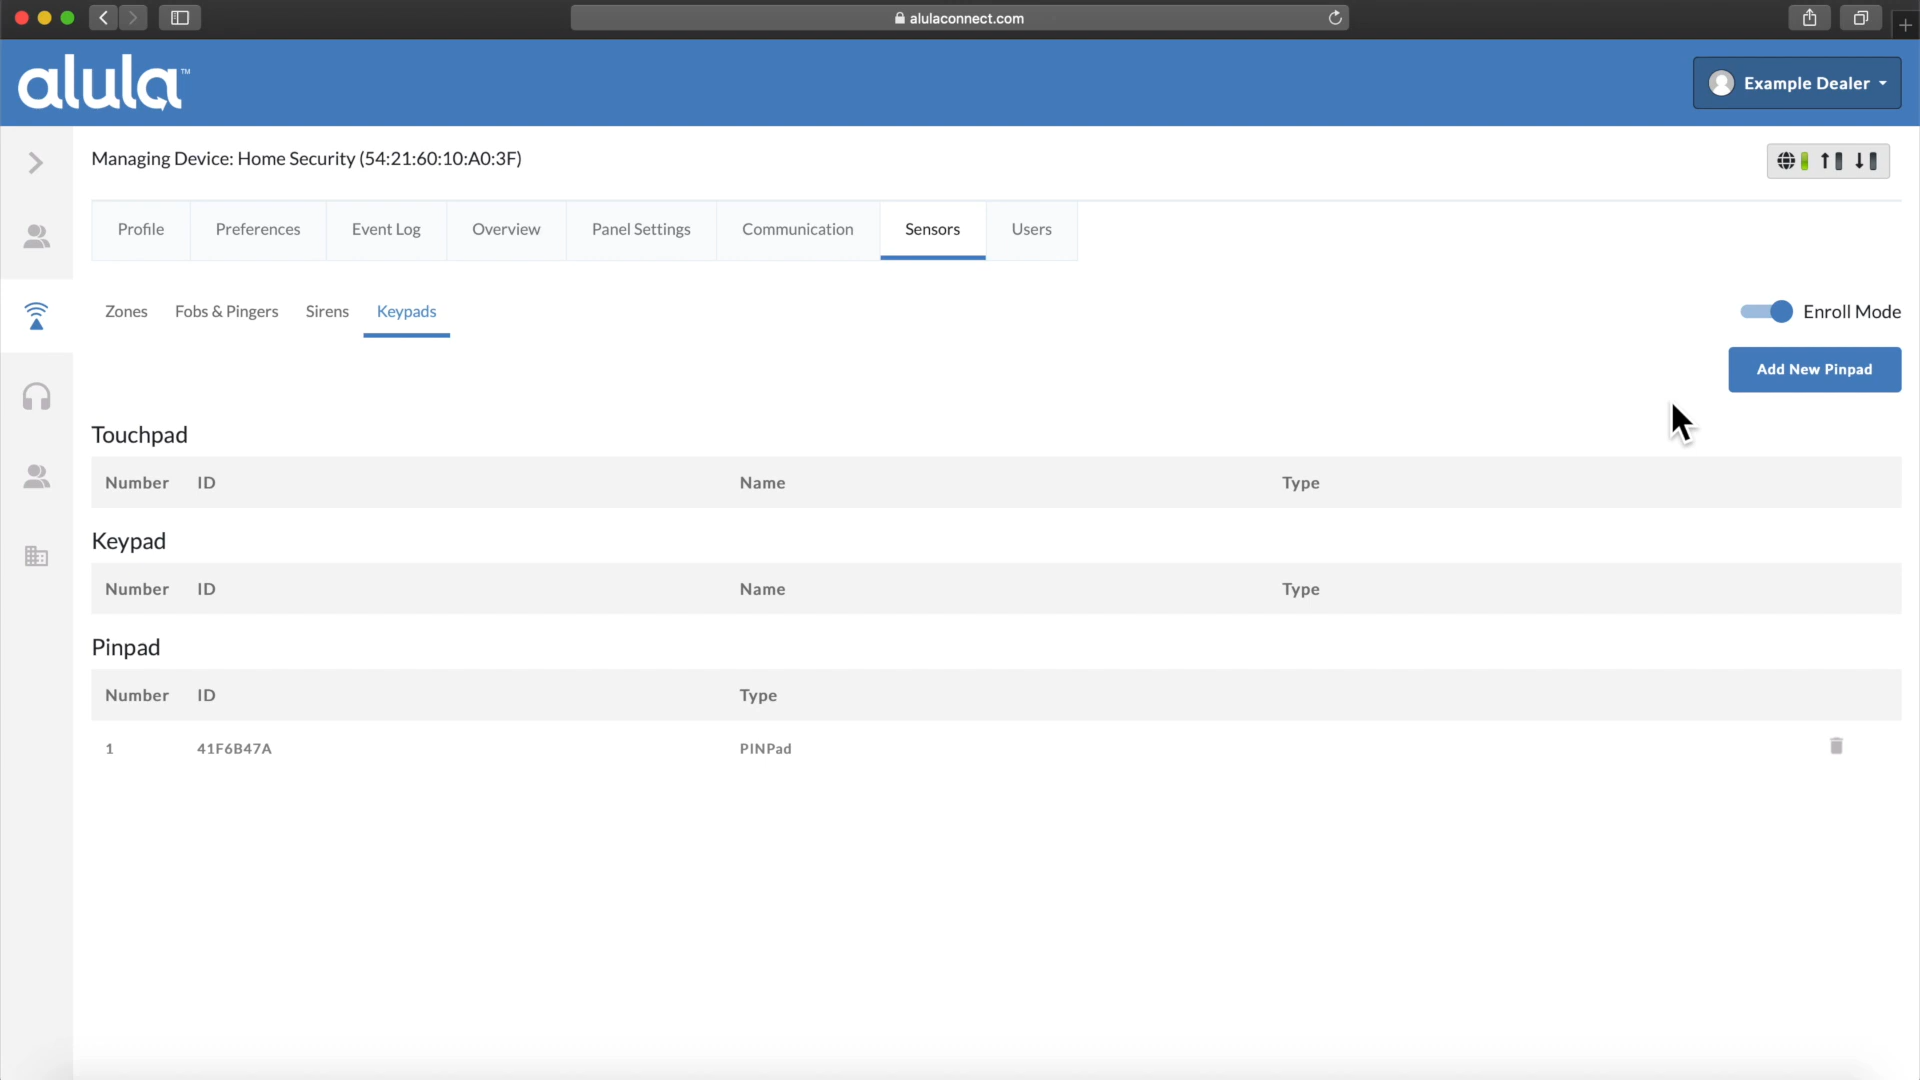 alulaconnect.com
alula™
Example Dealer
Managing Device: Home Security (54:21:60:10:A0:3F)
Profile Preferences Event Log Overview Panel Settings Communication Sensors Users
Zones Fobs & Pingers Sirens Keypads
Enroll Mode
Add New Pinpad
Touchpad
Number ID Name Type
Keypad
Number ID Name Type
Pinpad
Number ID Type
1 41F6B47A PINPad